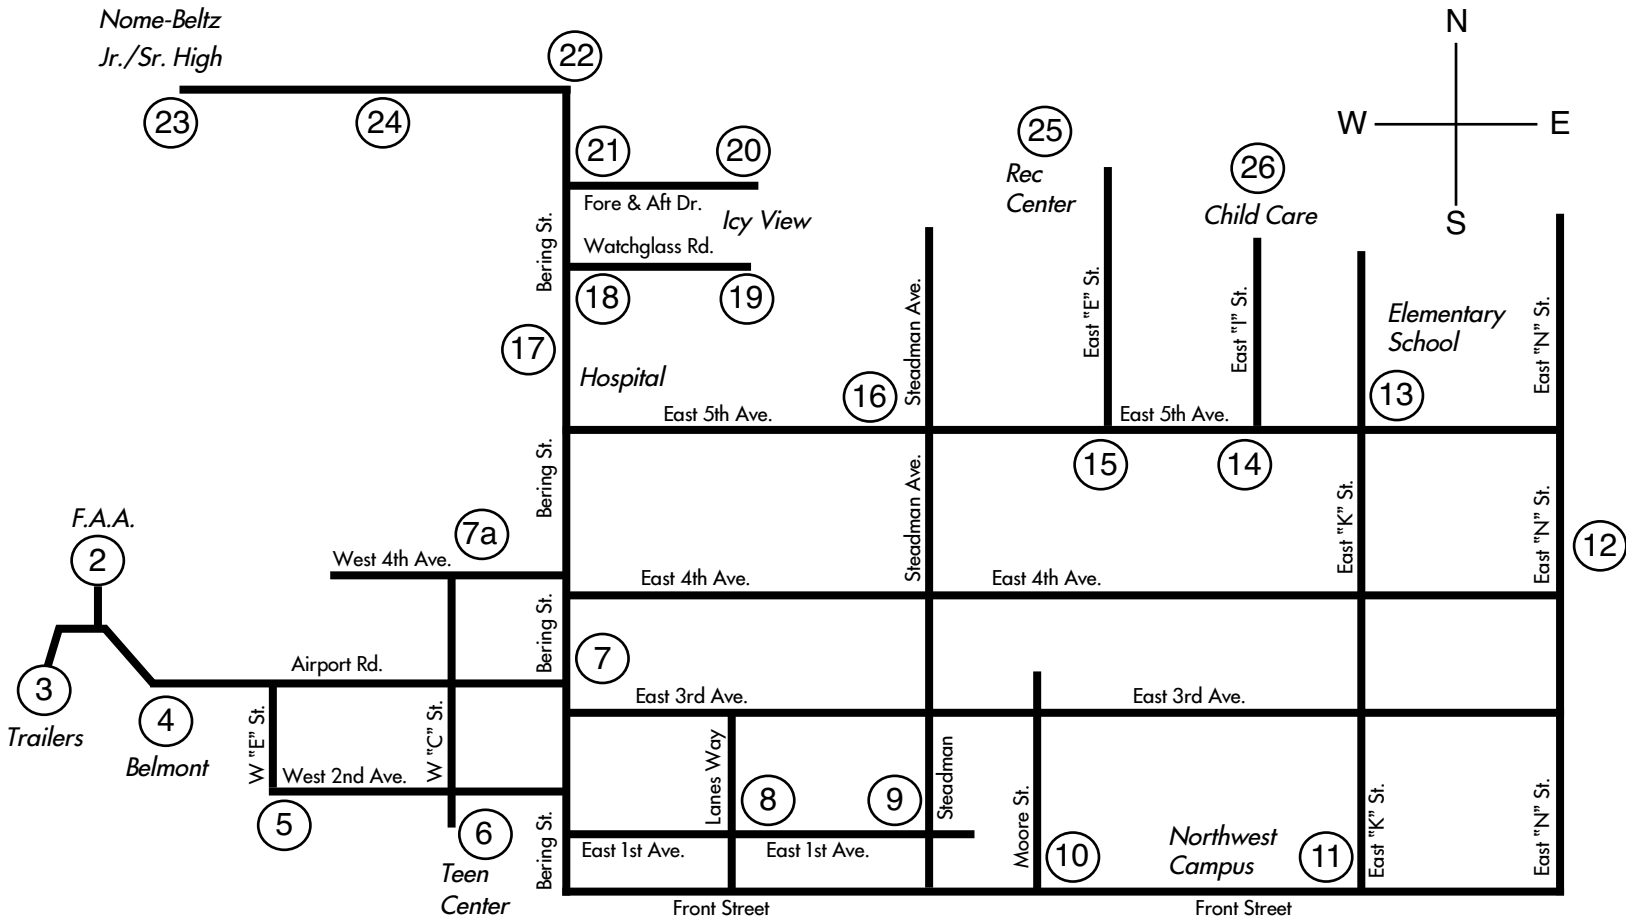 Nome-Beltz
Jr./Sr. High
22
N
23
24
W
E
S
25
Rec
Center
26
Child Care
21
20
Fore & Aft Dr.
Icy View
Watchglass Rd.
18
19
Bering St.
17
Hospital
Steadman Ave.
East "E" St.
East "I" St.
Elementary
School
East "N" St.
16
13
East 5th Ave.
East 5th Ave.
Bering St.
Steadman Ave.
15
14
East "K" St.
East "N" St.
12
F.A.A.
2
7a
West 4th Ave.
East 4th Ave.
East 4th Ave.
Bering St.
7
3
Trailers
4
Belmont
Airport Rd.
East 3rd Ave.
East 3rd Ave.
W "E" St.
W "C" St.
West 2nd Ave.
5
6
Teen
Center
Lanes Way
8
9
Steadman
Bering St.
East 1st Ave.
East 1st Ave.
Moore St.
10
Northwest
Campus
11
East "K" St.
East "N" St.
Front Street
Front Street